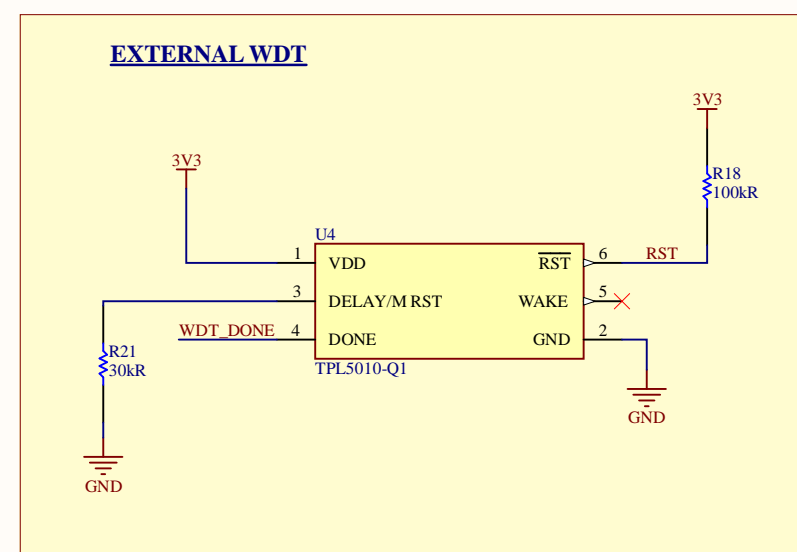 EXTERNAL WDT
3V3
3V3
R18
100kR
U4
1
VDD
RST
6
RST
3
DELAY/M RST
WAKE
5
WDT_DONE
4
DONE
GND
2
R21
30kR
TPL5010-Q1
GND
GND